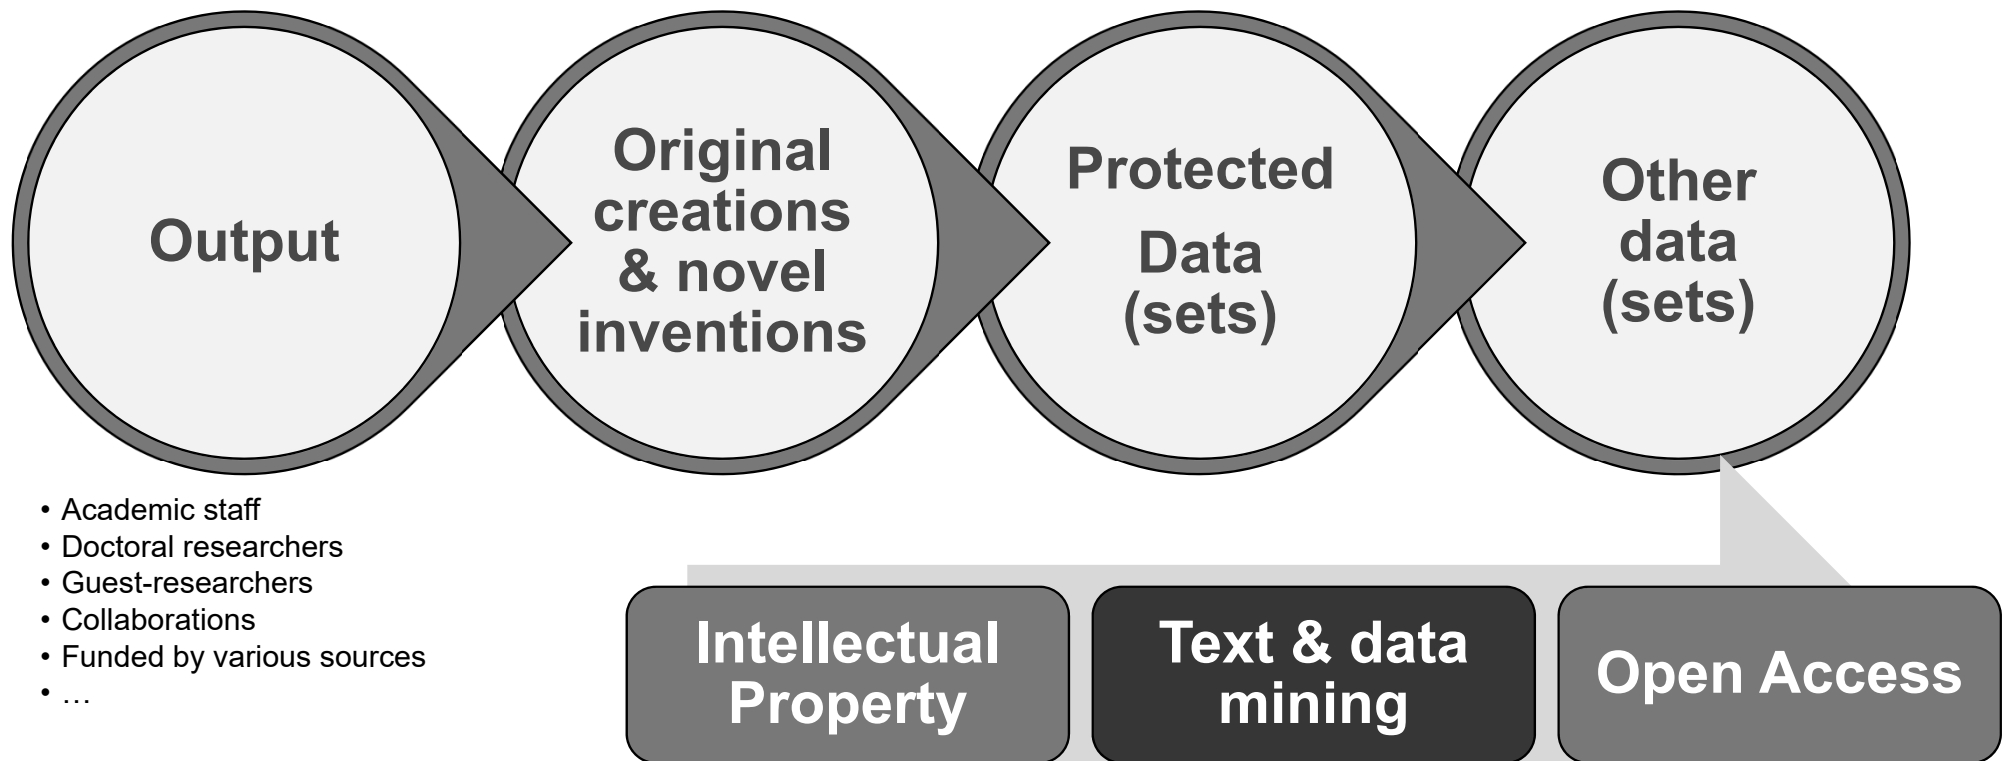 Output
Original
creations
& novel
inventions
Protected
Data
(sets)
Other
data
(sets)
• Academic staff
• Doctoral researchers
• Guest-researchers
• Collaborations
• Funded by various sources
• …
Intellectual
Property
Text & data
mining
Open Access